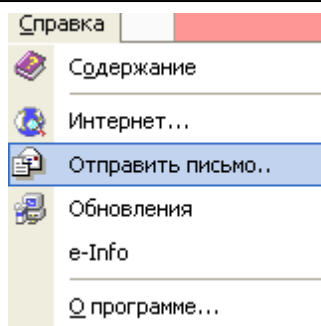 Справка
Содержание
Интернет...
Отправить письмо..
Обновления
e-Info
О программе...